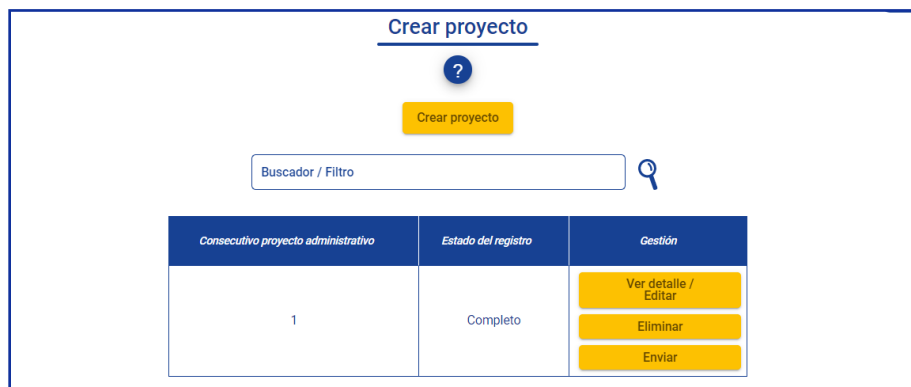 Crear proyecto
?
Crear proyecto
Buscador / Filtro
Consecutivo proyecto administrativo Estado del registro Gestión
1 Completo Ver detalle /
Editar
Eliminar
Enviar